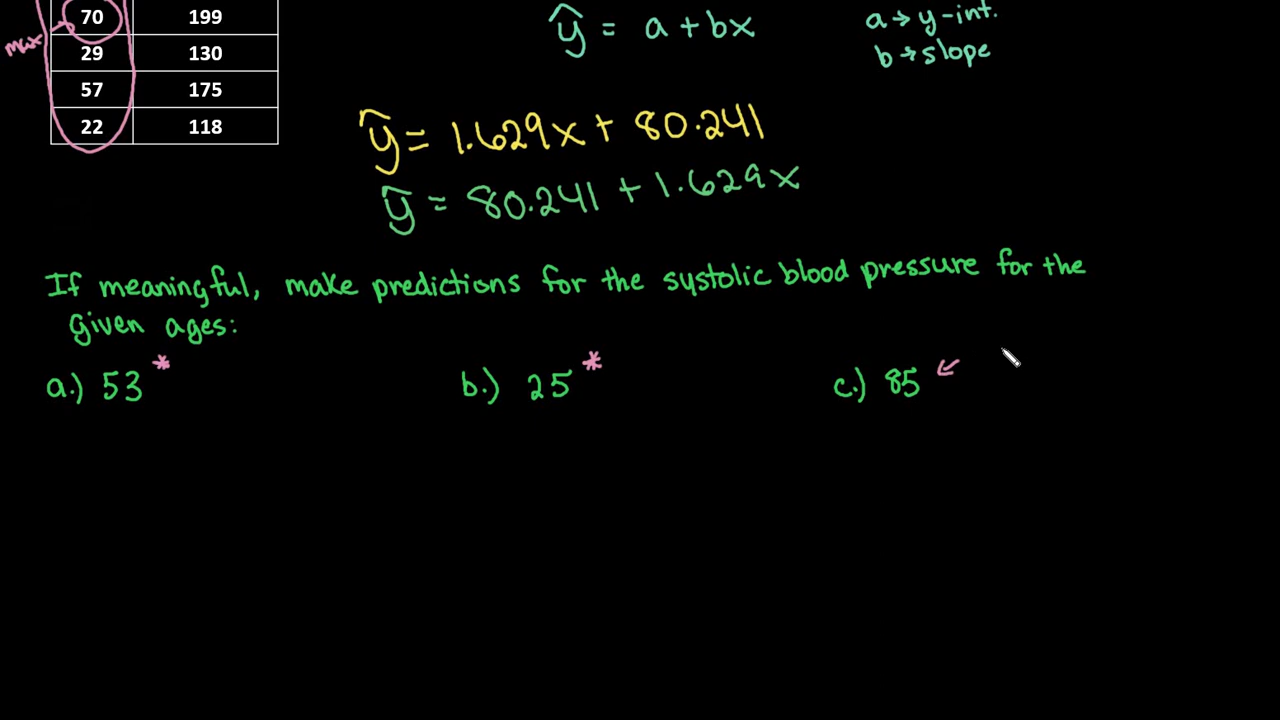 70 199
max
29 130
57 175
22 118
ŷ = a + bx
a → y-int.
b → slope
ŷ = 1.629x + 80.241
ŷ = 80.241 + 1.629x
If meaningful, make predictions for the systolic blood pressure for the
given ages:
a.) 53 * b.) 25 * c.) 85 ←